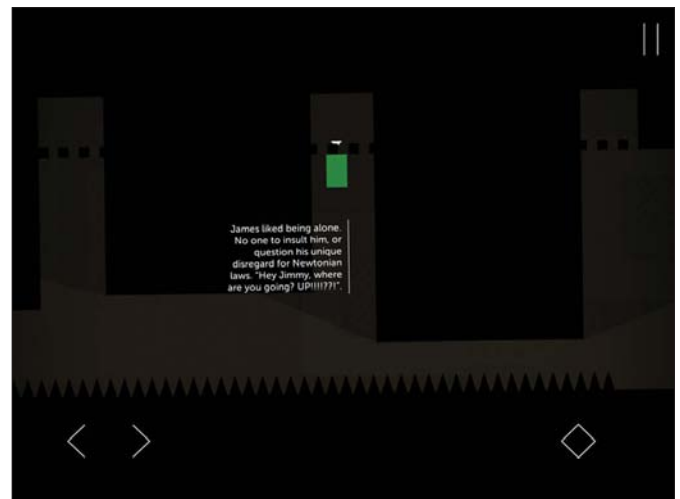 James liked being alone.
No one to insult him, or
question his unique
disregard for Newtonian
laws. "Hey Jimmy, where
are you going? UP!!!!??!".